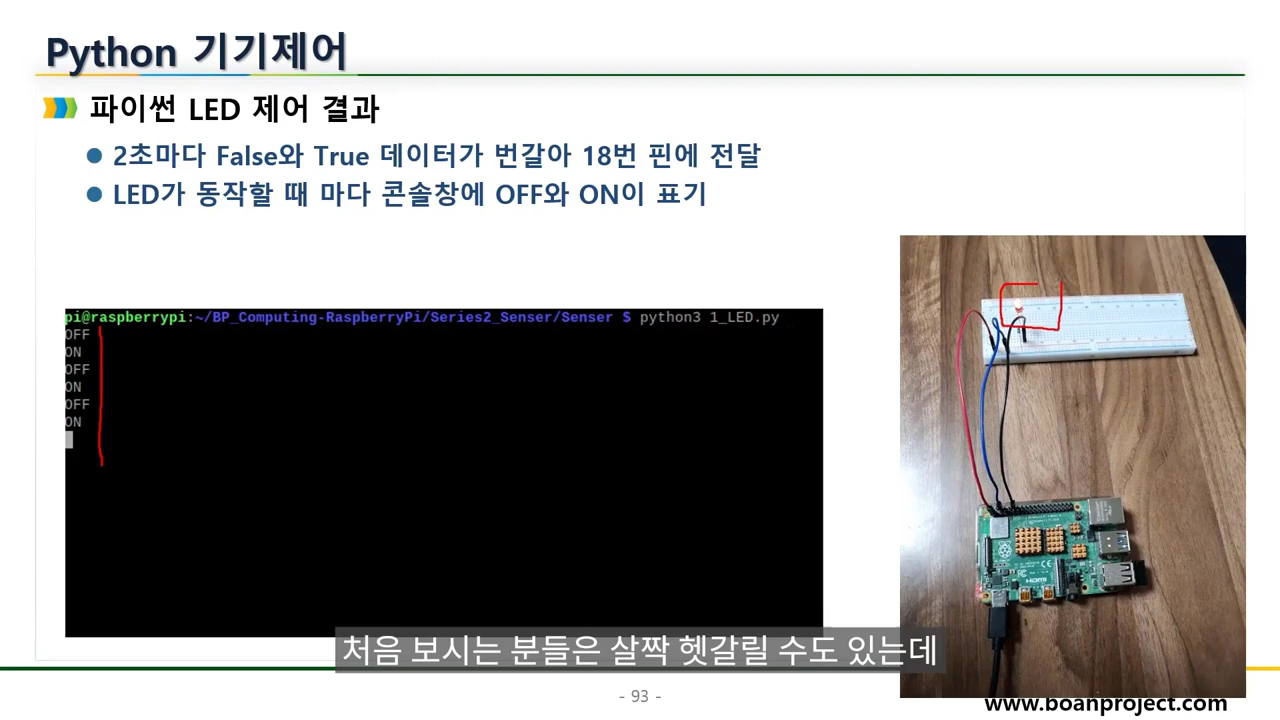 Python 기기제어
파이썬 LED 제어 결과
2초마다 False와 True 데이터가 번갈아 18번 핀에 전달
LED가 동작할 때 마다 콘솔창에 OFF와 ON이 표기
pi@raspberrypi:~/BP_Computing-RaspberryPi/Series2_Senser/Senser $ python3 1_LED.py
OFF
ON
OFF
ON
OFF
ON
HDMI
처음 보시는 분들은 살짝 헷갈릴 수도 있는데
- 93 -
www.boanproject.com